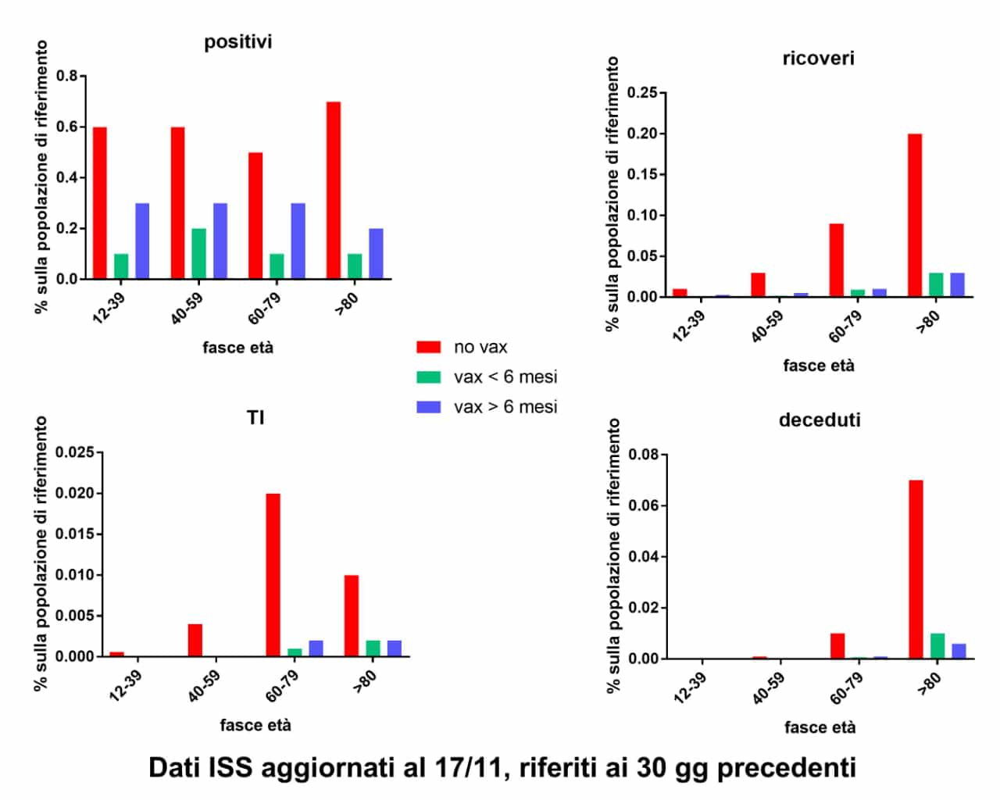 positivi
% sulla popolazione di riferimento
0.8
0.6
0.4
0.2
0.0
12-39
40-59
60-79
>80
fasce età
ricoveri
% sulla popolazione di riferimento
0.25
0.20
0.15
0.10
0.05
0.00
12-39
40-59
60-79
>80
fasce età
no vax
vax < 6 mesi
vax > 6 mesi
TI
% sulla popolazione di riferimento
0.025
0.020
0.015
0.010
0.005
0.000
12-39
40-59
60-79
>80
fasce età
deceduti
% sulla popolazione di riferimento
0.08
0.06
0.04
0.02
0.00
12-39
40-59
60-79
>80
fasce età
Dati ISS aggiornati al 17/11, riferiti ai 30 gg precedenti